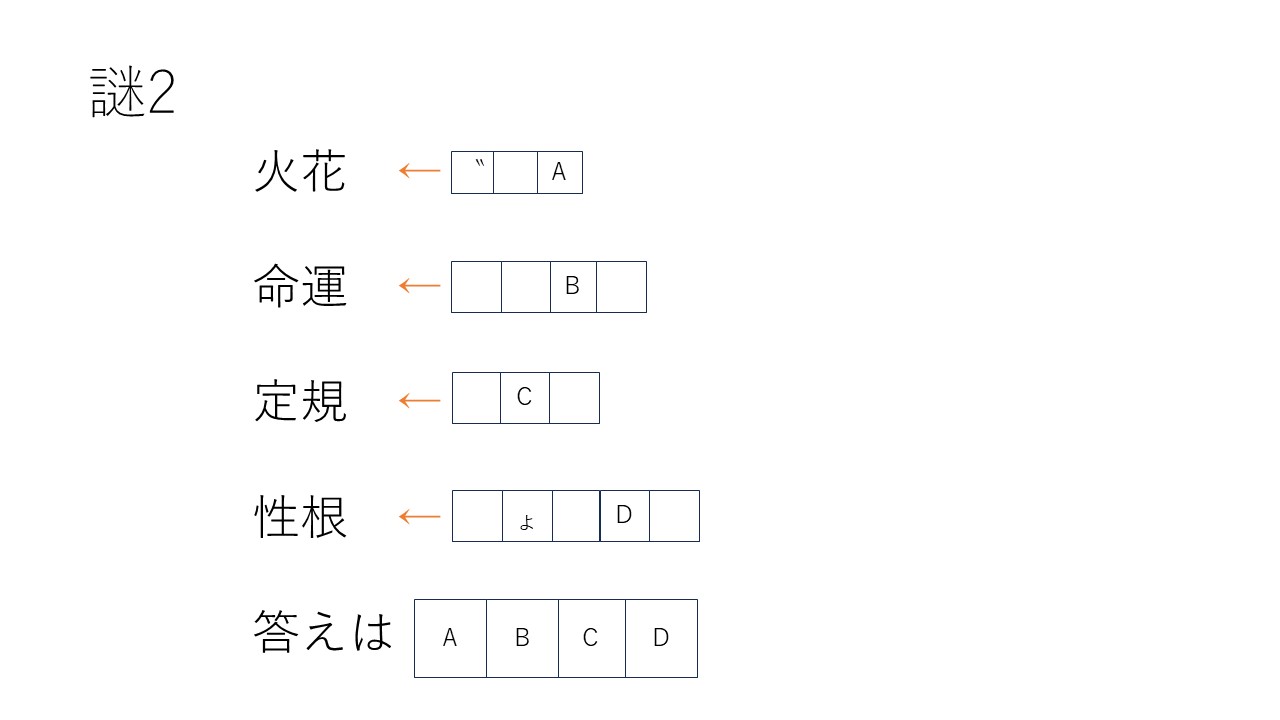 謎2
火花 ← ゛ A
命運 ← B
定規 ← C
性根 ← ょ D
答えは A B C D